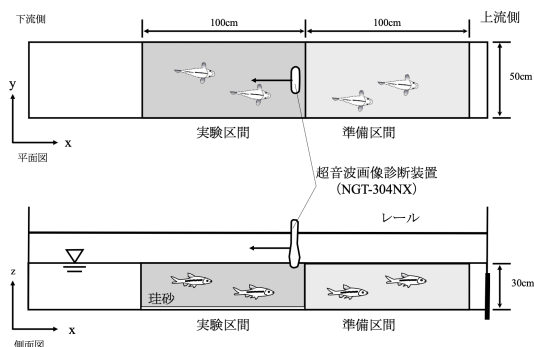 下流側
上流側
100cm
100cm
50cm
y
x
平面図
実験区間
準備区間
超音波画像診断装置
(NGT-304NX)
レール
z
x
側面図
珪砂
30cm
実験区間
準備区間